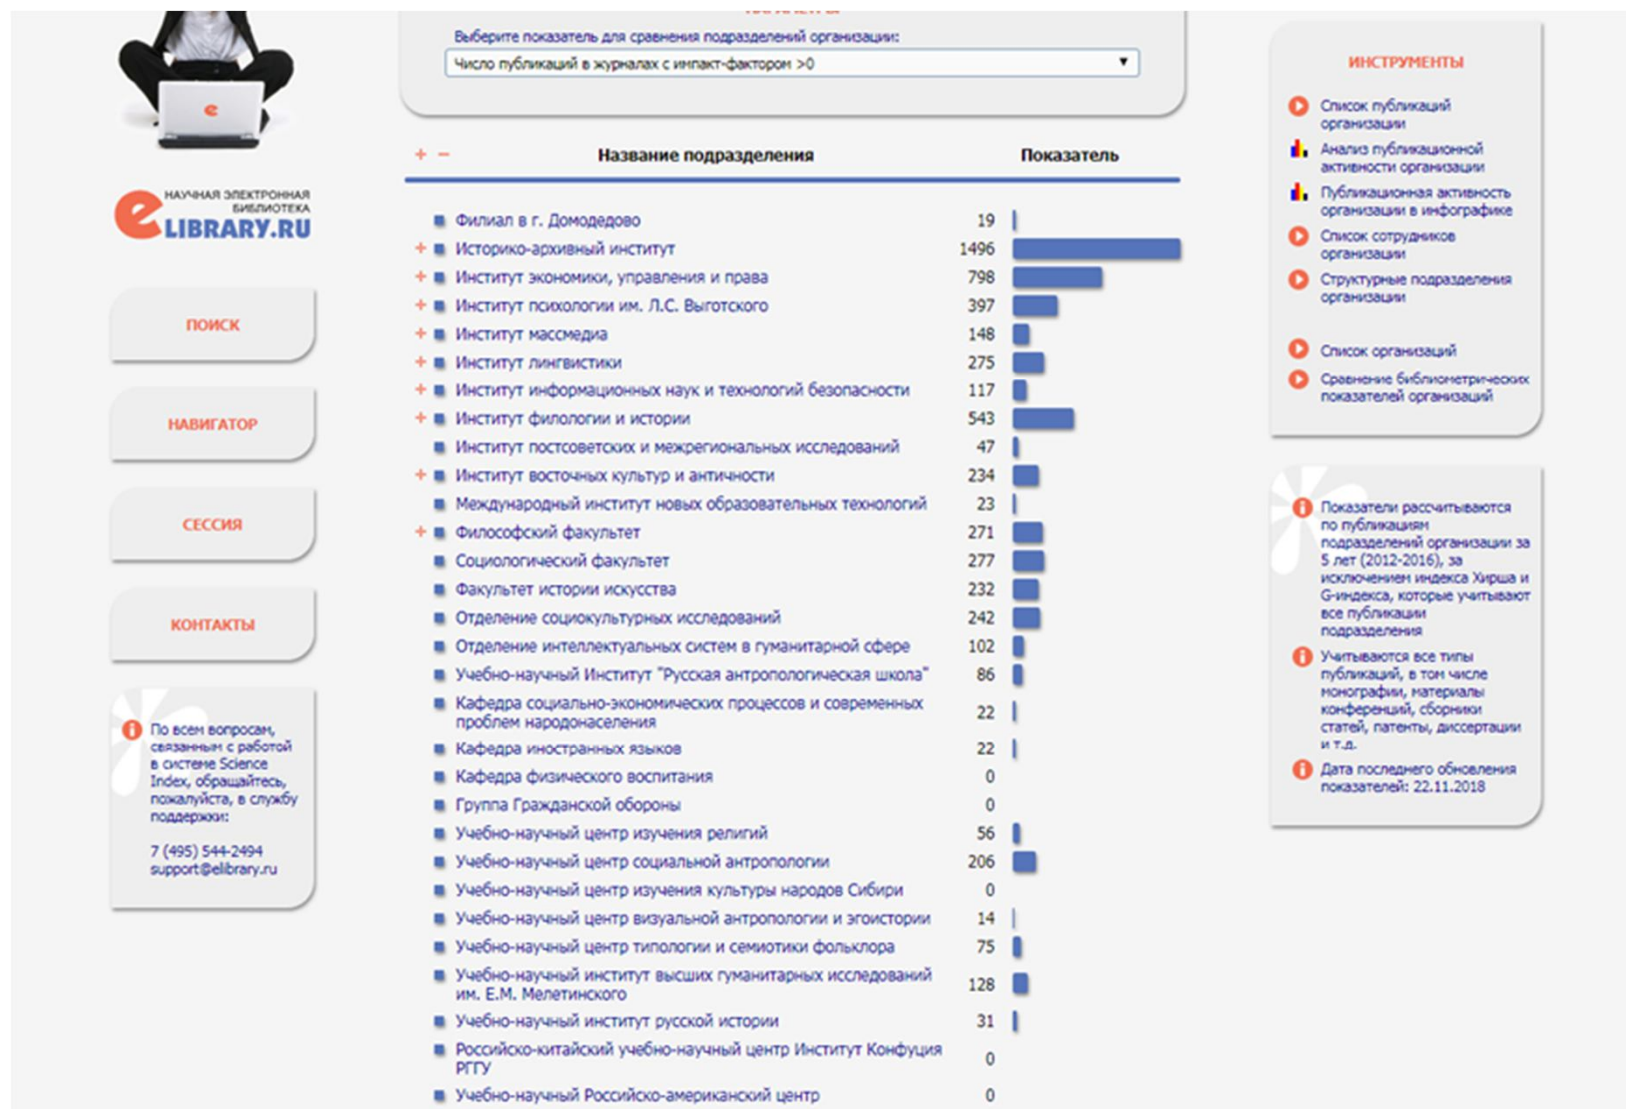 Выберите показатель для сравнения подразделений организации:
Число публикаций в журналах с импакт-фактором >0
▼
+ − Название подразделения Показатель
Филиал в г. Домодедово 19
+ Историко-архивный институт 1496
+ Институт экономики, управления и права 798
+ Институт психологии им. Л.С. Выготского 397
+ Институт массмедиа 148
+ Институт лингвистики 275
+ Институт информационных наук и технологий безопасности 117
+ Институт филологии и истории 543
Институт постсоветских и межрегиональных исследований 47
+ Институт восточных культур и античности 234
Международный институт новых образовательных технологий 23
+ Философский факультет 271
Социологический факультет 277
Факультет истории искусства 232
Отделение социокультурных исследований 242
Отделение интеллектуальных систем в гуманитарной сфере 102
Учебно-научный Институт "Русская антропологическая школа" 86
Кафедра социально-экономических процессов и современных
проблем народонаселения 22
Кафедра иностранных языков 22
Кафедра физического воспитания 0
Группа Гражданской обороны 0
Учебно-научный центр изучения религий 56
Учебно-научный центр социальной антропологии 206
Учебно-научный центр изучения культуры народов Сибири 0
Учебно-научный центр визуальной антропологии и эгоистории 14
Учебно-научный центр типологии и семиотики фольклора 75
Учебно-научный институт высших гуманитарных исследований
им. Е.М. Мелетинского 128
Учебно-научный институт русской истории 31
Российско-китайский учебно-научный центр Институт Конфуция
РГГУ 0
Учебно-научный Российско-американский центр 0
e
НАУЧНАЯ ЭЛЕКТРОННАЯ
БИБЛИОТЕКА
eLIBRARY.RU
ПОИСК
НАВИГАТОР
СЕССИЯ
КОНТАКТЫ
По всем вопросам,
связанным с работой
в системе Science
Index, обращайтесь,
пожалуйста, в службу
поддержки:
7 (495) 544-2494
support@elibrary.ru
ИНСТРУМЕНТЫ
Список публикаций
организации
Анализ публикационной
активности организации
Публикационная активность
организации в инфографике
Список сотрудников
организации
Структурные подразделения
организации
Список организаций
Сравнение библиометрических
показателей организаций
Показатели рассчитываются
по публикациям
подразделений организации за
5 лет (2012-2016), за
исключением индекса Хирша и
G-индекса, которые учитывают
все публикации
подразделения
Учитываются все типы
публикаций, в том числе
монографии, материалы
конференций, сборники
статей, патенты, диссертации
и т.д.
Дата последнего обновления
показателей: 22.11.2018